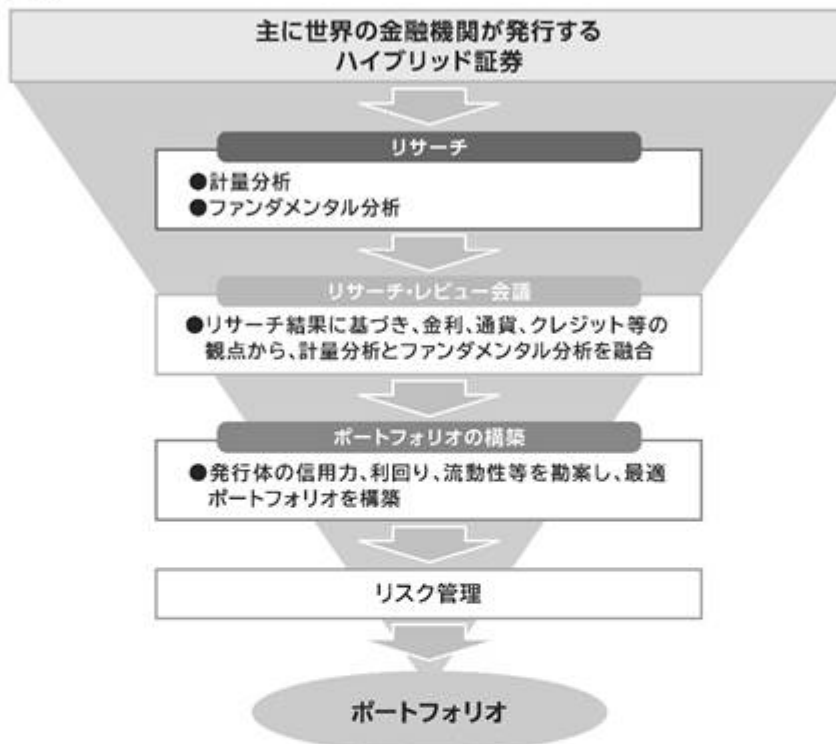 主に世界の金融機関が発行する
ハイブリッド証券
リサーチ
●計量分析
●ファンダメンタル分析
リサーチ・レビュー会議
●リサーチ結果に基づき、金利、通貨、クレジット等の
観点から、計量分析とファンダメンタル分析を融合
ポートフォリオの構築
●発行体の信用力、利回り、流動性等を勘案し、最適
ポートフォリオを構築
リスク管理
ポートフォリオ